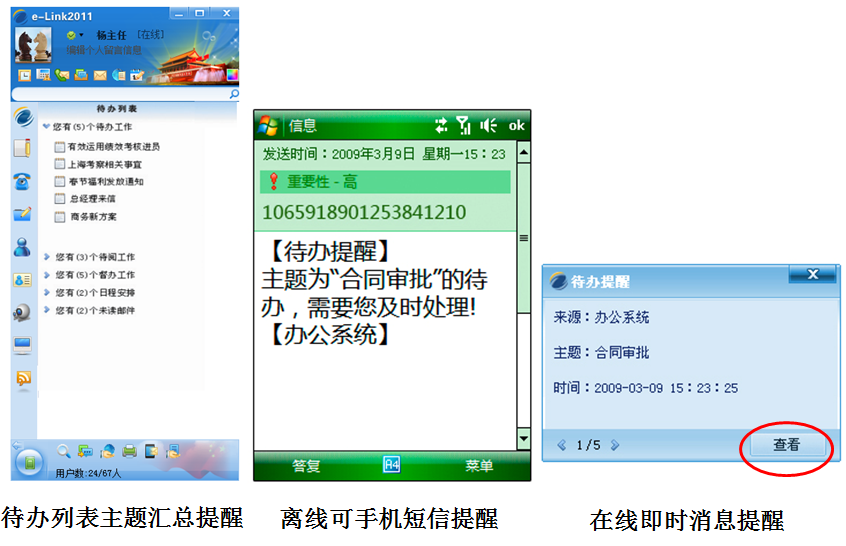 e-Link2011
杨主任 [在线]
编辑个人留言信息
待办列表
您有(5)个待办工作
有效运用绩效考核进员
上海考察相关事宜
春节福利发放通知
总经理来信
商务新方案
您有(3)个待阅工作
您有(5)个督办工作
您有(2)个日程安排
您有(2)个未读邮件
用户数:24/67人
待办列表主题汇总提醒
信息
ok
发送时间：2009年3月9日 星期一15：23
重要性 - 高
1065918901253841210
【待办提醒】
主题为“合同审批”的待
办，需要您及时处理!
【办公系统】
答复
菜单
离线可手机短信提醒
待办提醒
X
来源：办公系统
主题：合同审批
时间：2009-03-09 15：23：25
1/5
查看
在线即时消息提醒